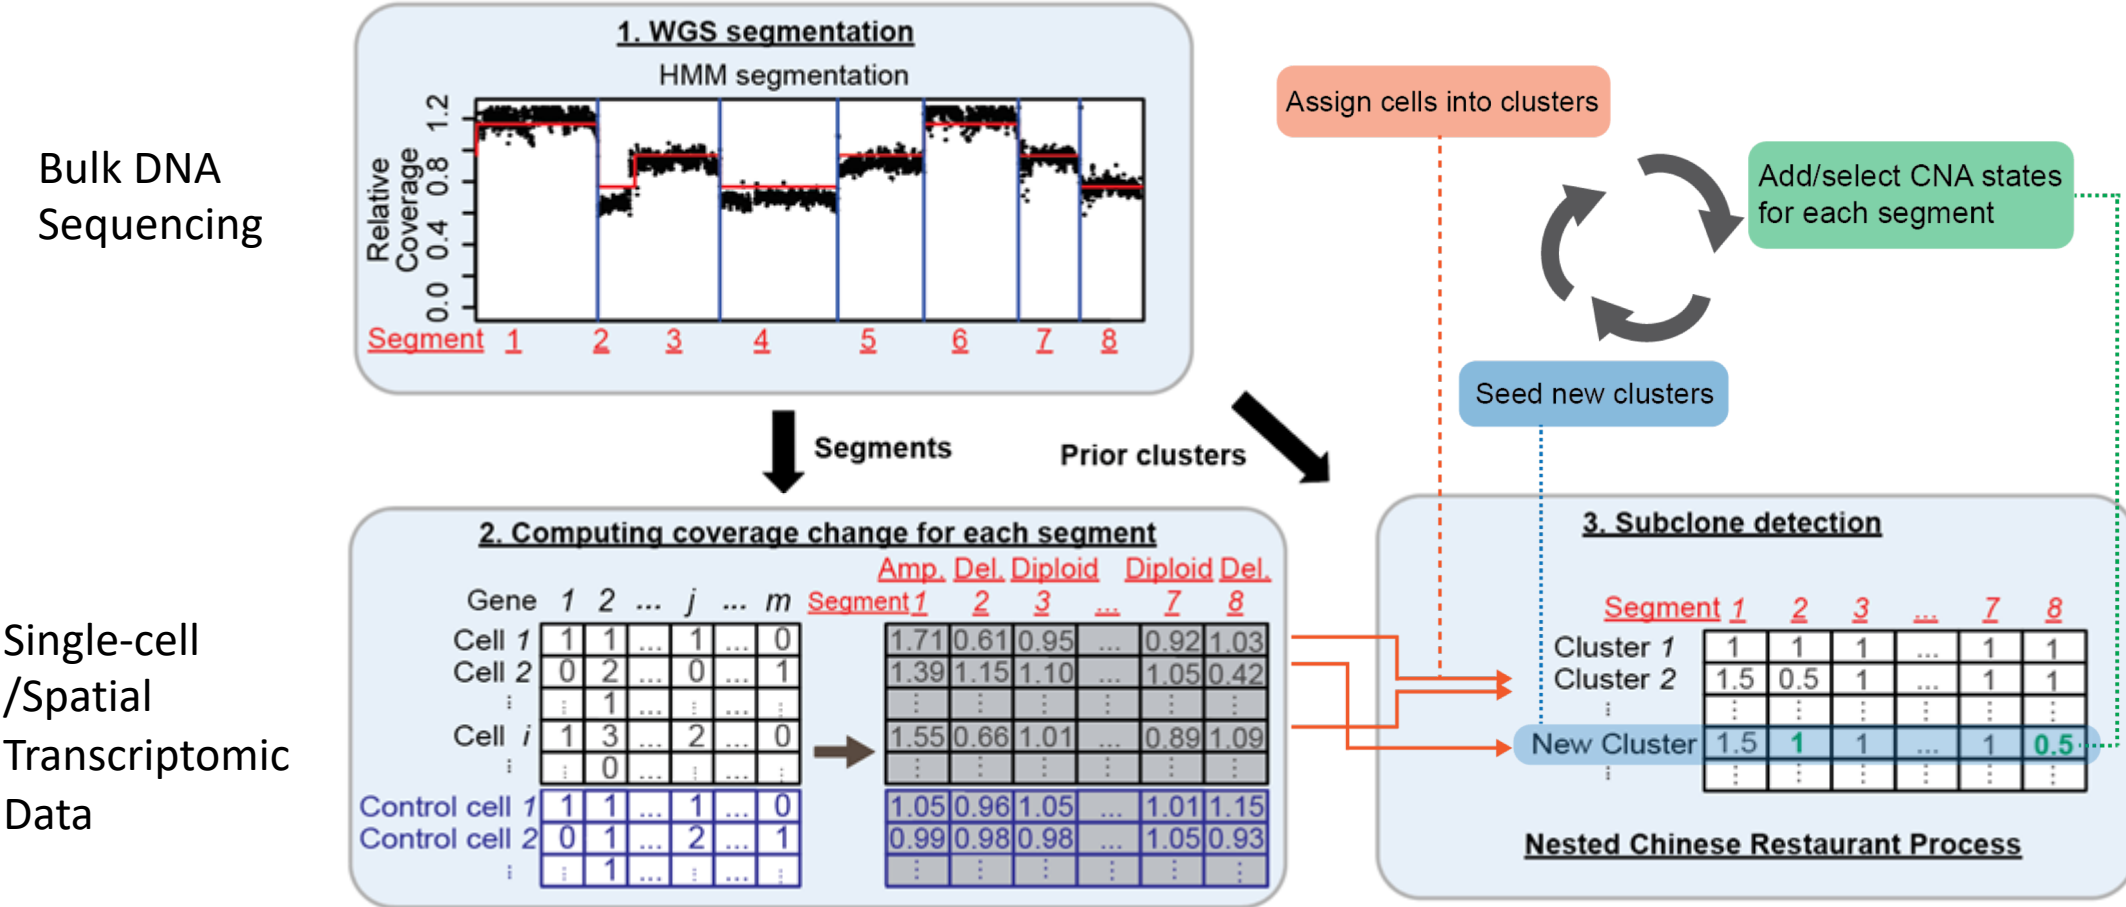 Bulk DNA
Sequencing
1. WGS segmentation
HMM segmentation
Relative
Coverage
0.0 0.4 0.8 1.2
Segment 1 2 3 4 5 6 7 8
Assign cells into clusters
Add/select CNA states
for each segment
Seed new clusters
Segments
Prior clusters
Single-cell
/Spatial
Transcriptomic
Data
2. Computing coverage change for each segment
Amp. Del. Diploid Diploid Del.
Gene 1 2 ... j ... m Segment 1 2 3 ... 7 8
Cell 1 1 1 ... 1 ... 0 1.71 0.61 0.95 ... 0.92 1.03
Cell 2 0 2 ... 0 ... 1 1.39 1.15 1.10 ... 1.05 0.42
⋮ ⋮ 1 ... ⋮ ... ⋮ ⋮ ⋮ ⋮ ⋮ ⋮
Cell i 1 3 ... 2 ... 0 1.55 0.66 1.01 ... 0.89 1.09
⋮ ⋮ 0 ... ⋮ ... ⋮ ⋮ ⋮ ⋮ ⋮ ⋮
Control cell 1 1 1 ... 1 ... 0 1.05 0.96 1.05 ... 1.01 1.15
Control cell 2 0 1 ... 2 ... 1 0.99 0.98 0.98 ... 1.05 0.93
⋮ ⋮ 1 ... ⋮ ... ⋮ ⋮ ⋮ ⋮ ⋮ ⋮
3. Subclone detection
Segment 1 2 3 ... 7 8
Cluster 1 1 1 1 ... 1 1
Cluster 2 1.5 0.5 1 ... 1 1
⋮ ⋮ ⋮ ⋮ ⋮ ⋮ ⋮
New Cluster 1.5 1 1 ... 1 0.5
⋮ ⋮ ⋮ ⋮ ⋮ ⋮ ⋮
Nested Chinese Restaurant Process